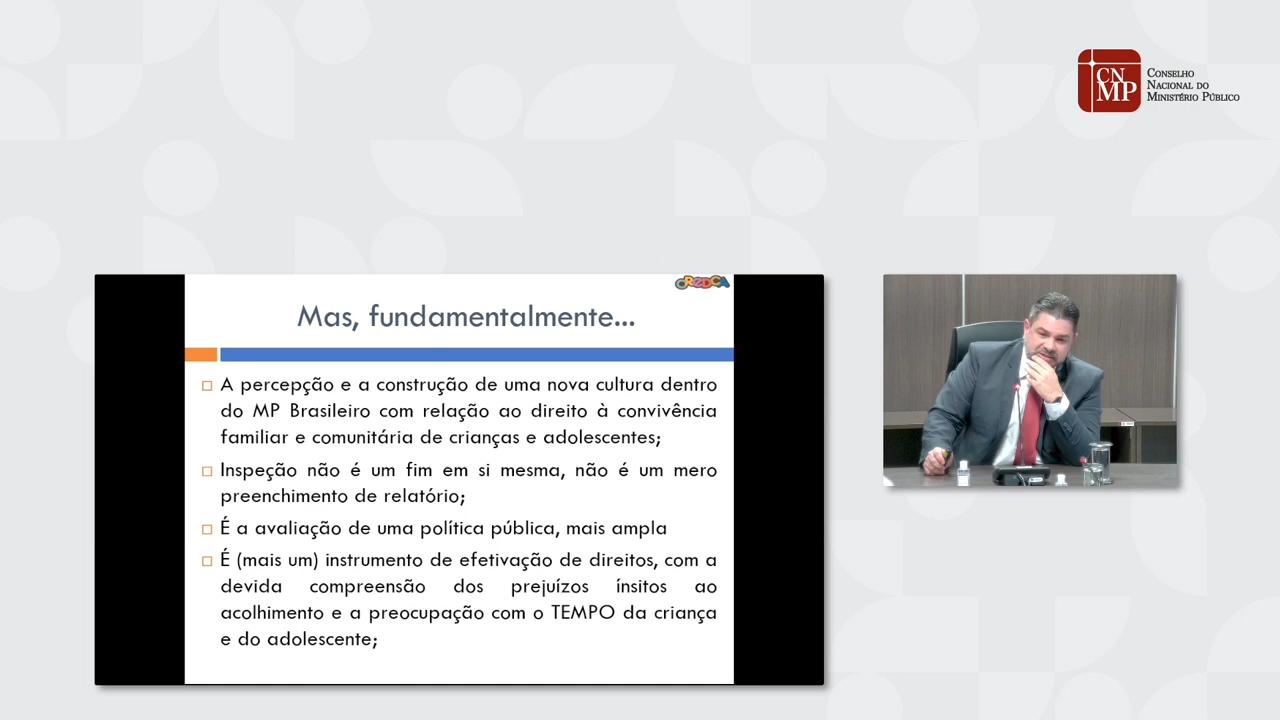 CN
MP
Conselho
Nacional do
Ministério Público
CREDCA
Mas, fundamentalmente...
A percepção e a construção de uma nova cultura dentro
do MP Brasileiro com relação ao direito à convivência
familiar e comunitária de crianças e adolescentes;
Inspeção não é um fim em si mesma, não é um mero
preenchimento de relatório;
É a avaliação de uma política pública, mais ampla
É (mais um) instrumento de efetivação de direitos, com a
devida compreensão dos prejuízos ínsitos ao
acolhimento e a preocupação com o TEMPO da criança
e do adolescente;